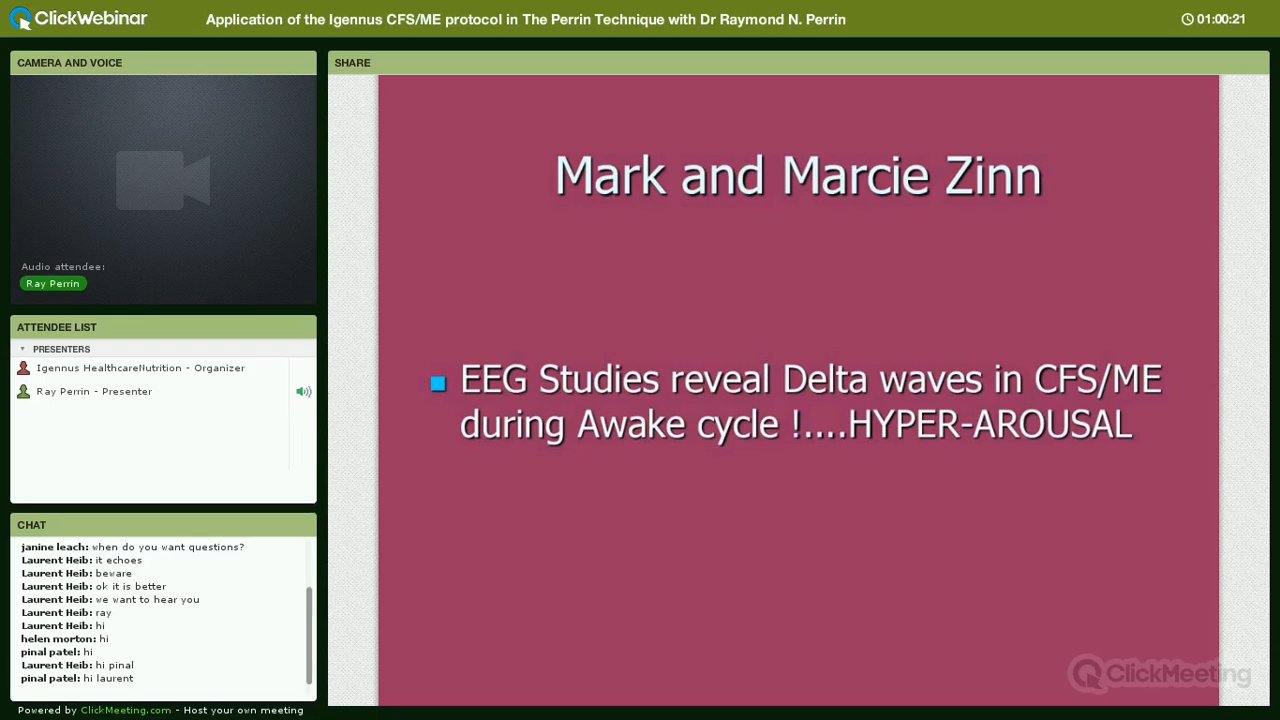 ClickWebinar
Application of the Igennus CFS/ME protocol in The Perrin Technique with Dr Raymond N. Perrin
01:00:21
CAMERA AND VOICE
Audio attendee:
Ray Perrin
ATTENDEE LIST
PRESENTERS
Igennus HealthcareNutrition - Organizer
Ray Perrin - Presenter
CHAT
janine leach: when do you want questions?
Laurent Heib: it echoes
Laurent Heib: beware
Laurent Heib: ok it is better
Laurent Heib: we want to hear you
Laurent Heib: ray
Laurent Heib: hi
helen morton: hi
pinal patel: hi
Laurent Heib: hi pinal
pinal patel: hi laurent
Powered by ClickMeeting.com - Host your own meeting
SHARE
Mark and Marcie Zinn
EEG Studies reveal Delta waves in CFS/ME
during Awake cycle !....HYPER-AROUSAL
ClickMeeting